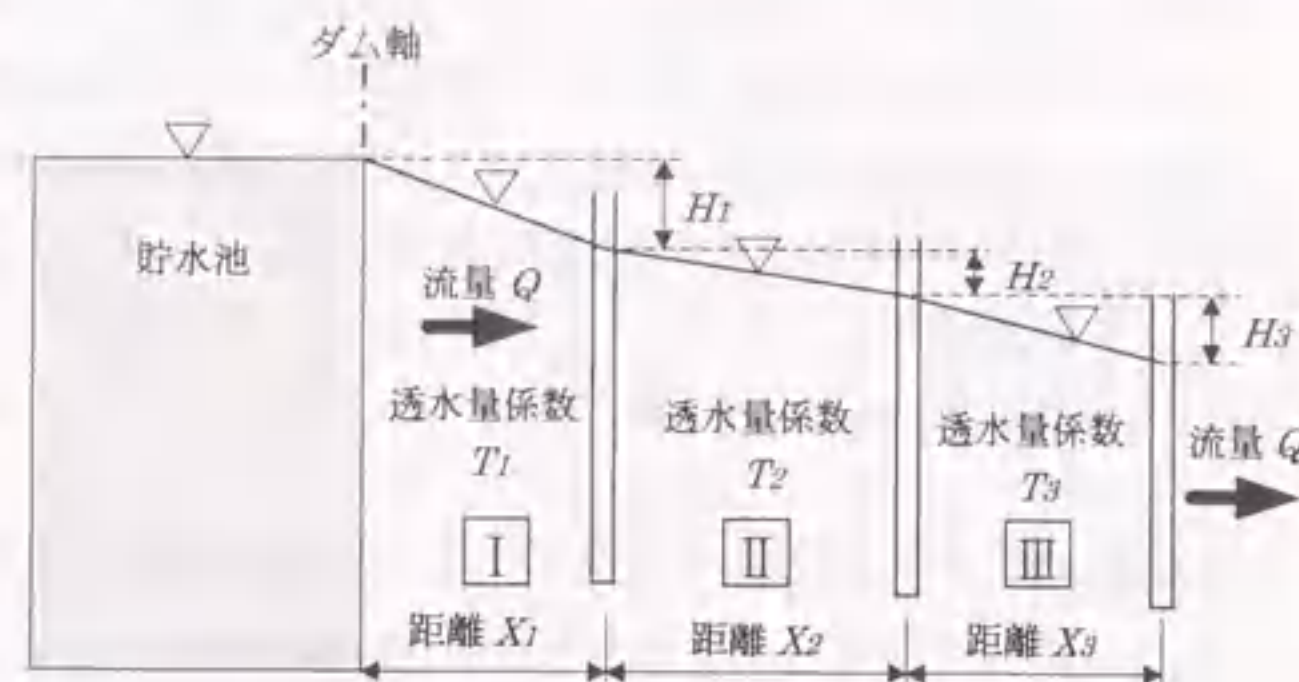 ダム軸
貯水池
流量 Q
透水量係数
T1
I
距離 X1
H1
透水量係数
T2
II
距離 X2
H2
透水量係数
T3
III
距離 X3
H3
流量 Q